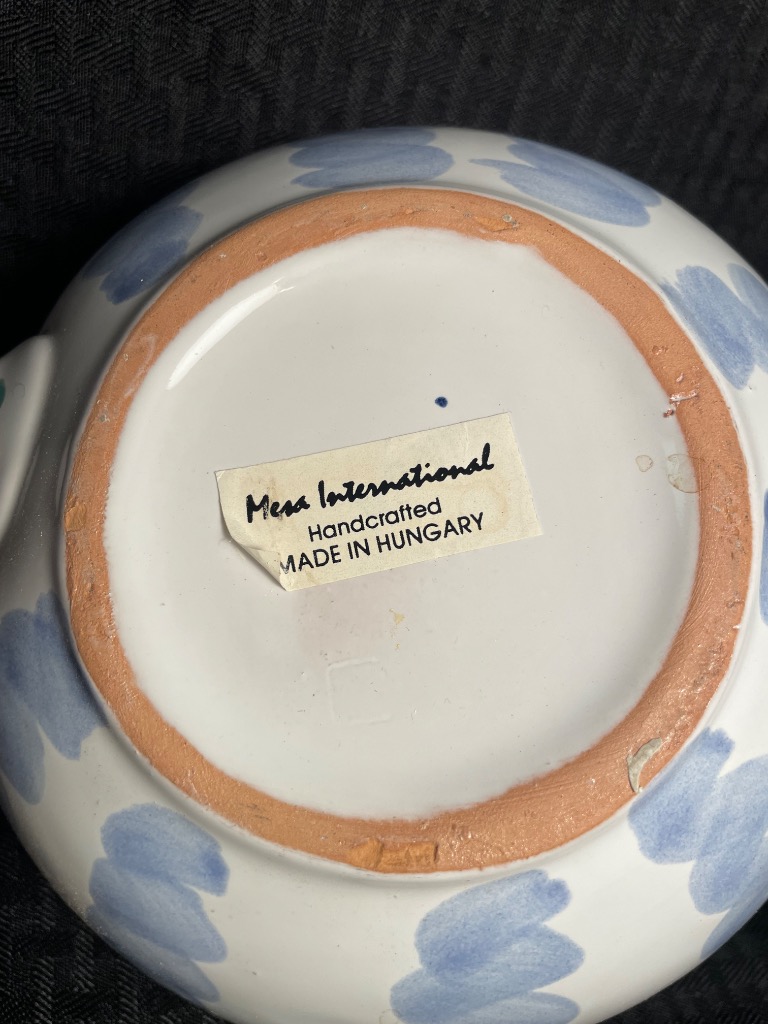 Mesa International
Handcrafted
MADE IN HUNGARY